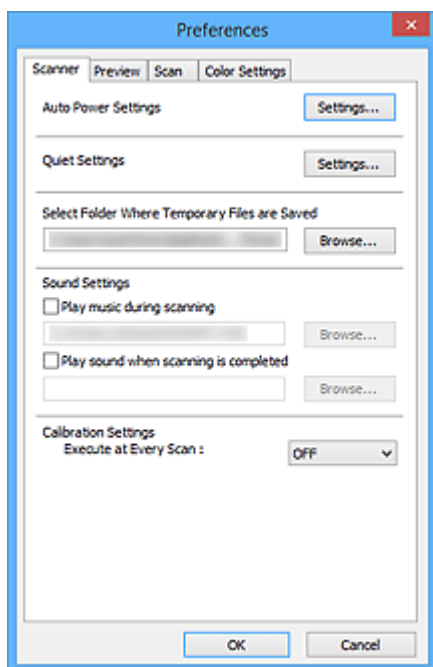 Preferences
Scanner Preview Scan Color Settings
Auto Power Settings Settings...
Quiet Settings Settings...
Select Folder Where Temporary Files are Saved
Browse...
Sound Settings
Play music during scanning
Browse...
Play sound when scanning is completed
Browse...
Calibration Settings
Execute at Every Scan : OFF
OK Cancel